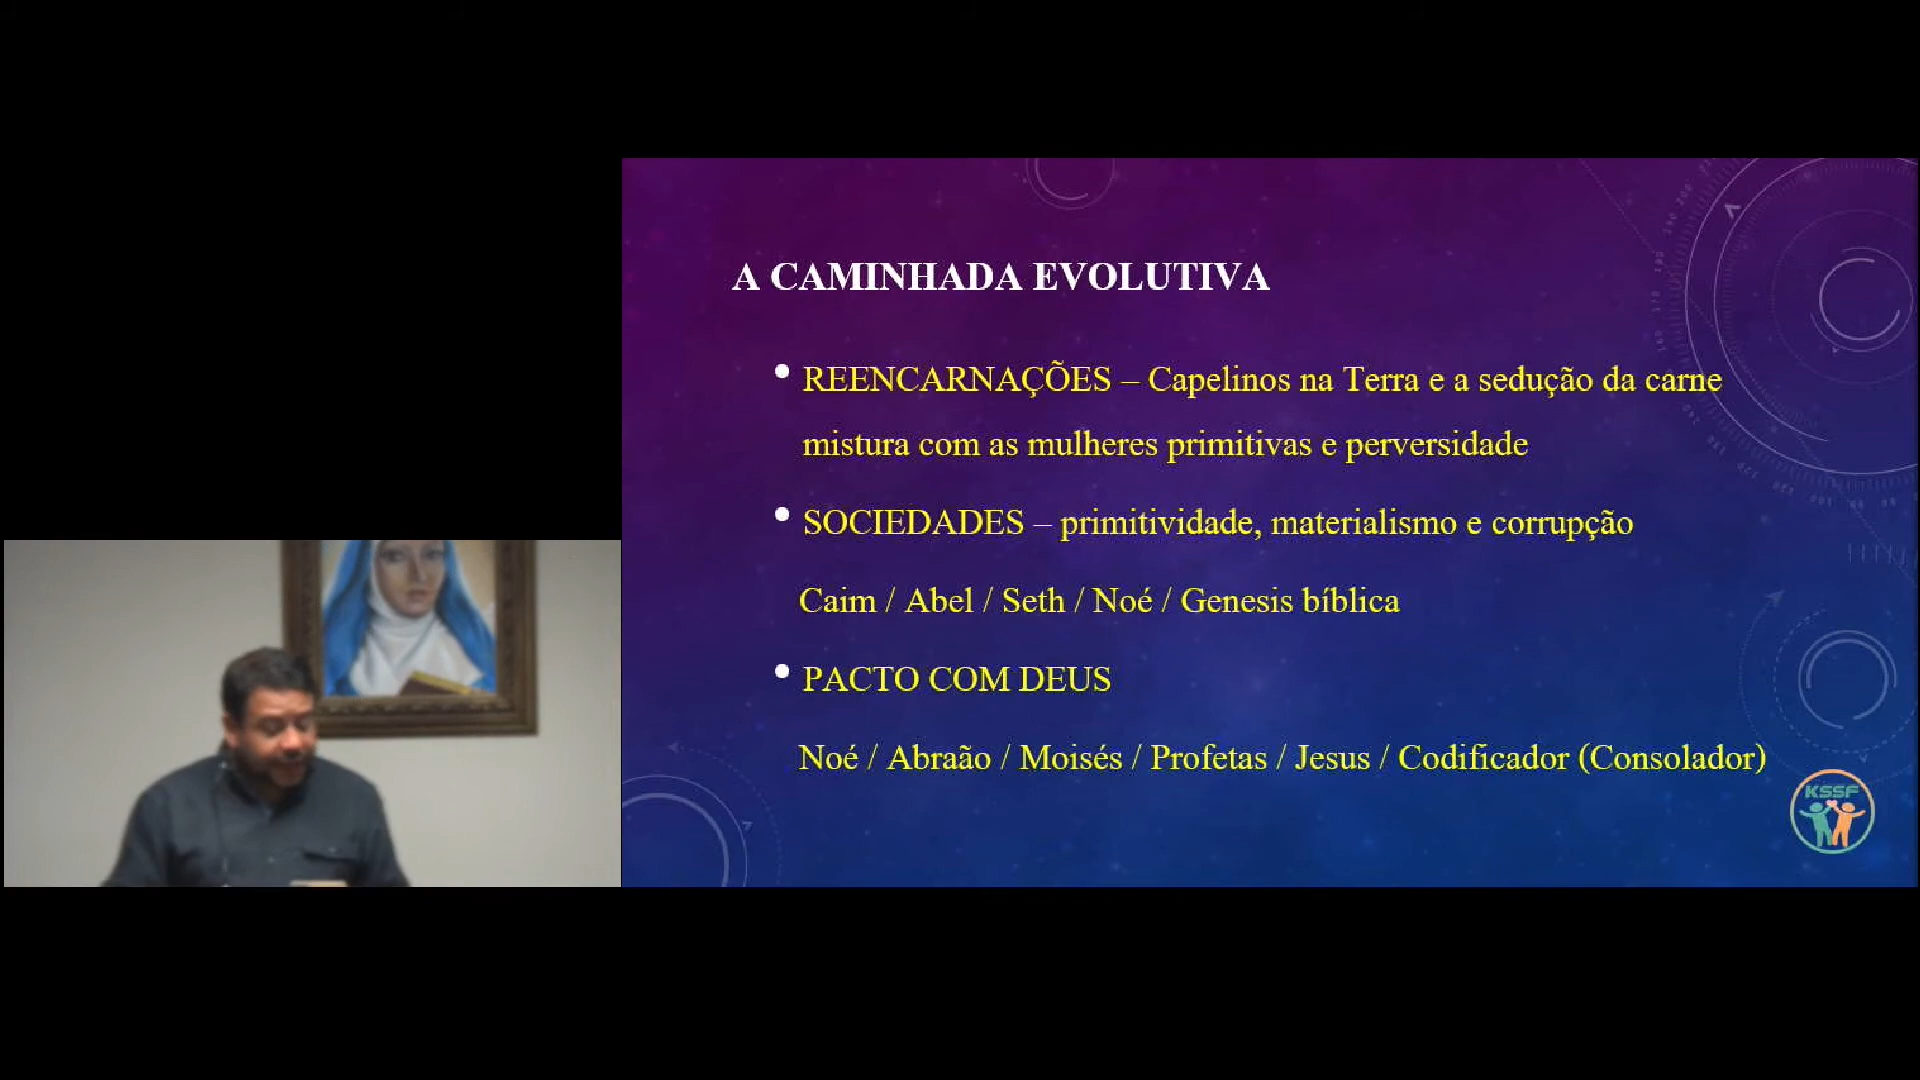 A CAMINHADA EVOLUTIVA
REENCARNAÇÕES – Capelinos na Terra e a sedução da carne
mistura com as mulheres primitivas e perversidade
SOCIEDADES – primitividade, materialismo e corrupção
Caim / Abel / Seth / Noé / Genesis bíblica
PACTO COM DEUS
Noé / Abraão / Moisés / Profetas / Jesus / Codificador (Consolador)
KSSF